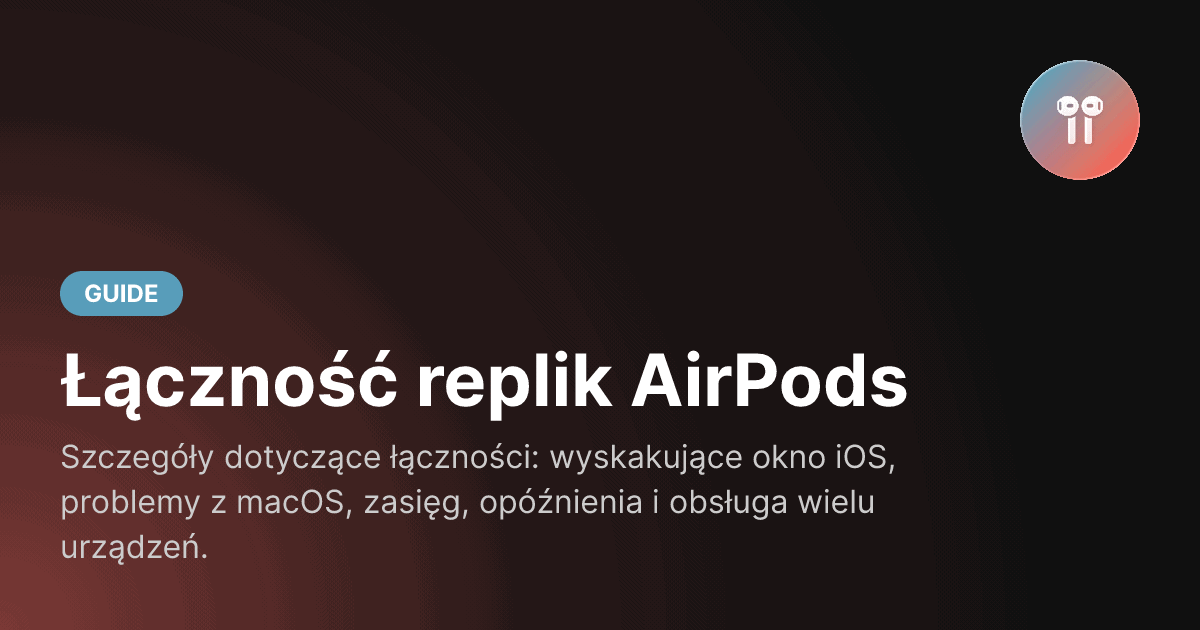 GUIDE
Łączność replik AirPods
Szczegóły dotyczące łączności: wyskakujące okno iOS,
problemy z macOS, zasięg, opóźnienia i obsługa wielu
urządzeń.